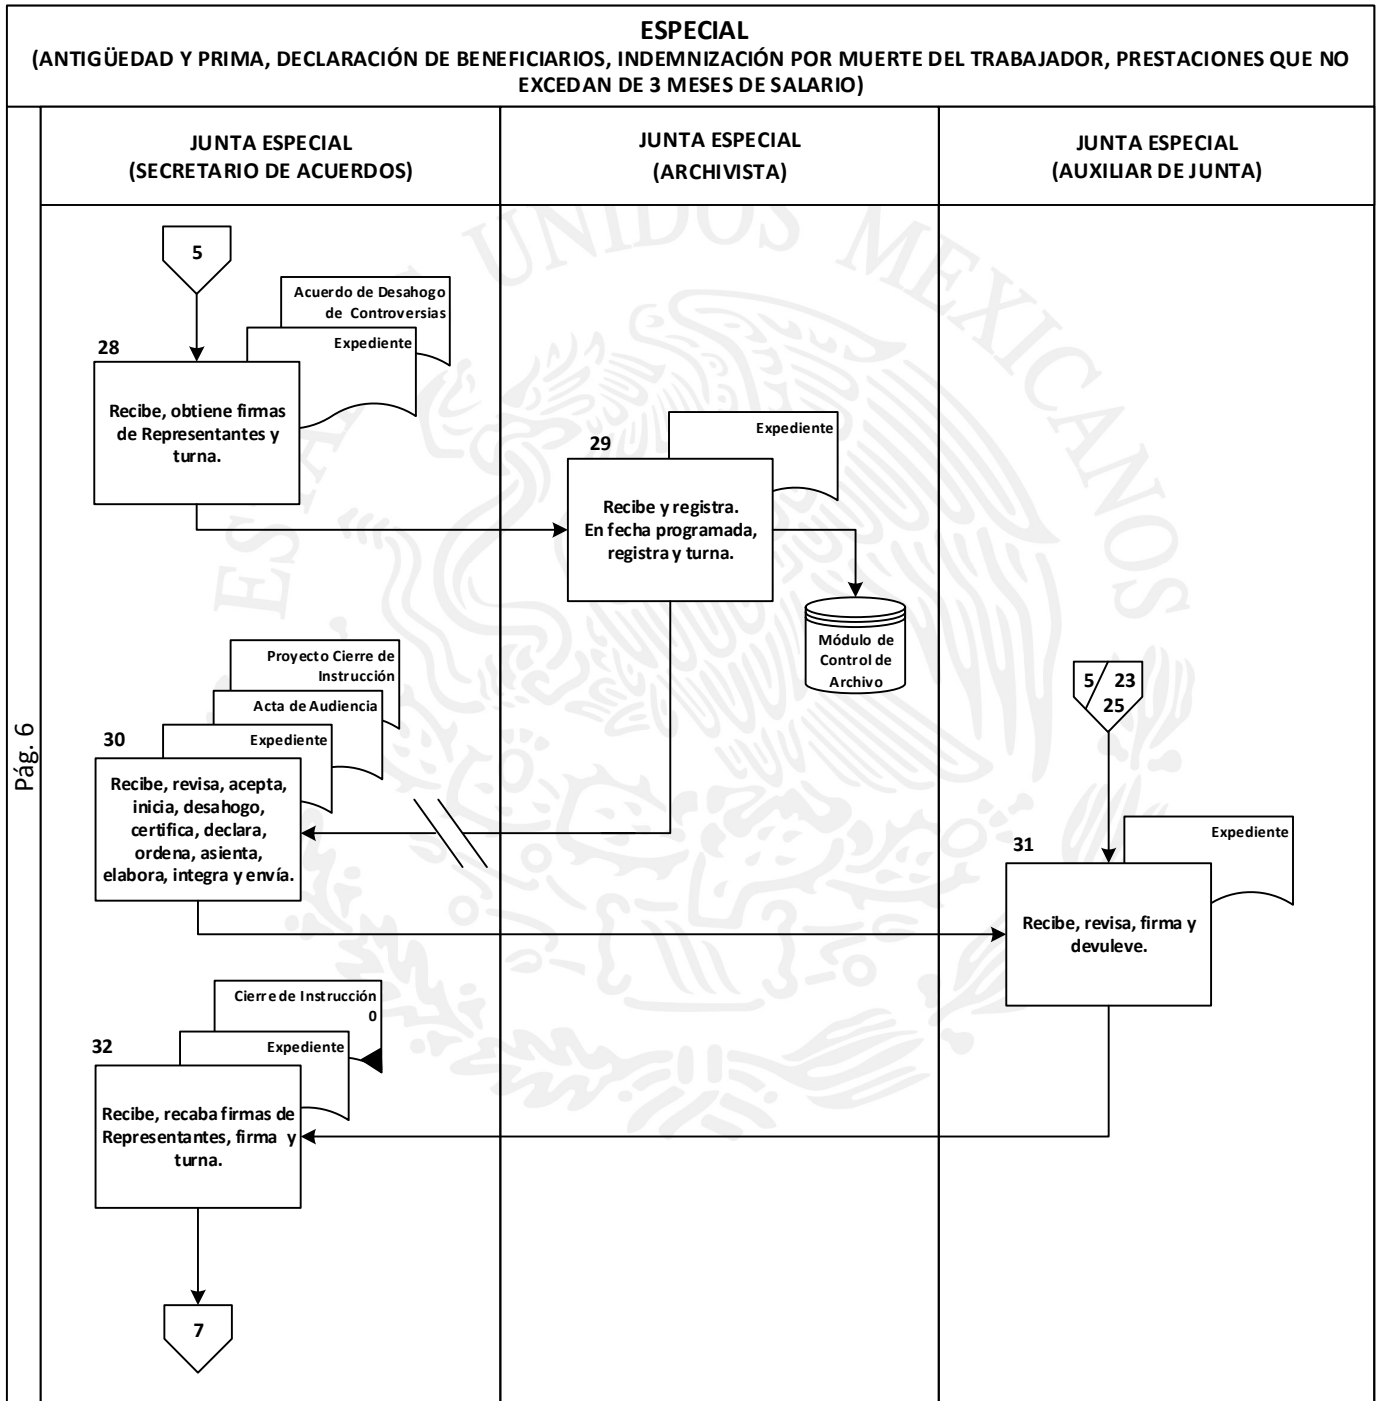 ESPECIAL
(ANTIGÜEDAD Y PRIMA, DECLARACIÓN DE BENEFICIARIOS, INDEMNIZACIÓN POR MUERTE DEL TRABAJADOR, PRESTACIONES QUE NO
EXCEDAN DE 3 MESES DE SALARIO)
JUNTA ESPECIAL
(SECRETARIO DE ACUERDOS)
JUNTA ESPECIAL
(ARCHIVISTA)
JUNTA ESPECIAL
(AUXILIAR DE JUNTA)
Pág. 6
ESTADOS UNIDOS MEXICANOS
5
Acuerdo de Desahogo
de Controversias
Expediente
28
Recibe, obtiene firmas
de Representantes y
turna.
Expediente
29
Recibe y registra.
En fecha programada,
registra y turna.
Módulo de
Control de
Archivo
Proyecto Cierre de
Instrucción
Acta de Audiencia
Expediente
30
Recibe, revisa, acepta,
inicia, desahogo,
certifica, declara,
ordena, asienta,
elabora, integra y envía.
5/ 23
25
Expediente
31
Recibe, revisa, firma y
devuleve.
Cierre de Instrucción
0
Expediente
32
Recibe, recaba firmas de
Representantes, firma y
turna.
7